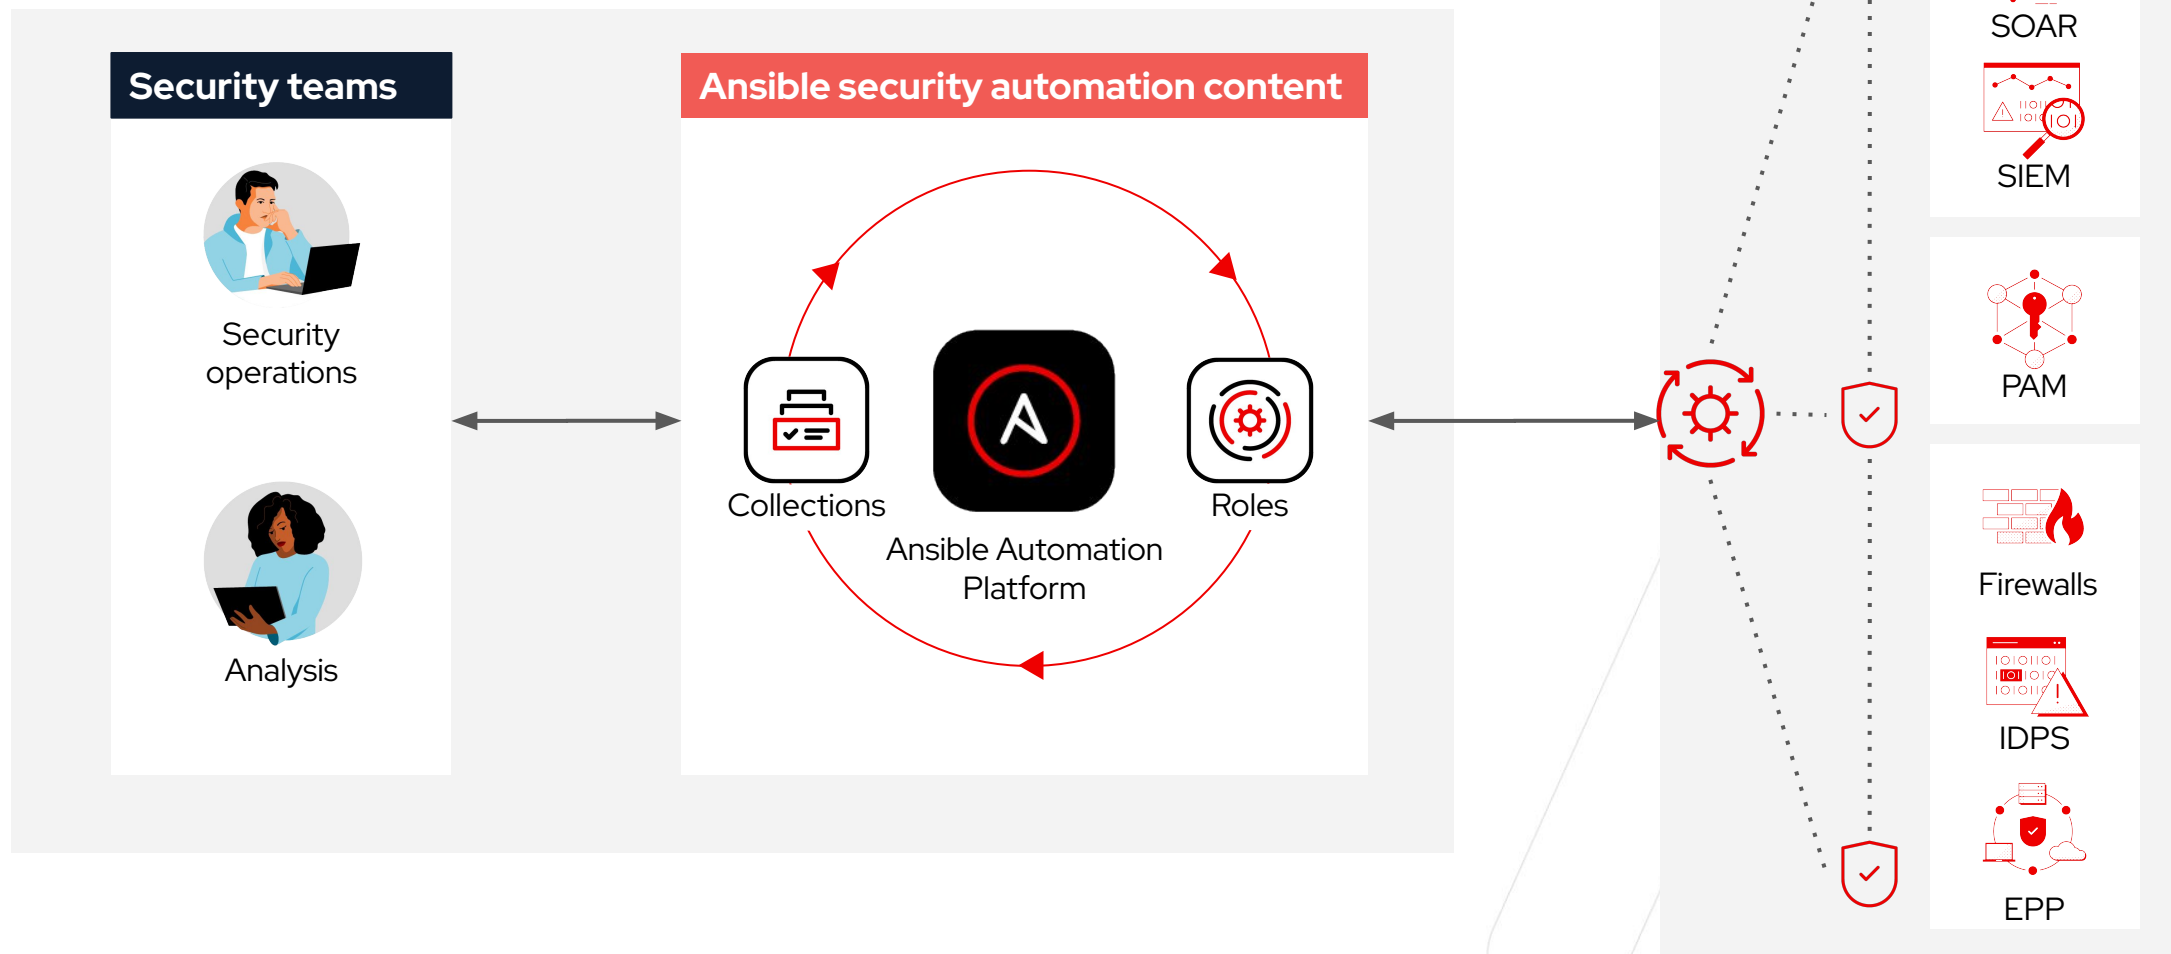 Security teams
Security
operations
Analysis
Ansible security automation content
Collections
Ansible Automation
Platform
Roles
SOAR
SIEM
PAM
Firewalls
IDPS
EPP